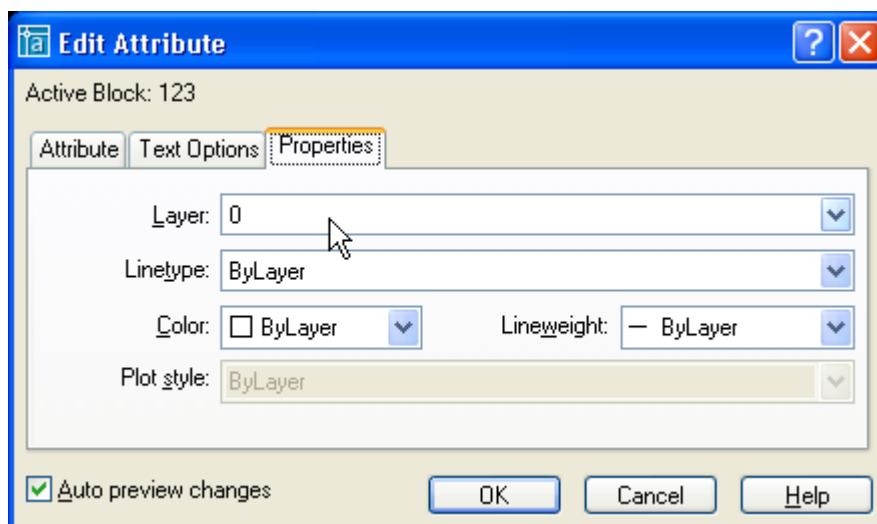 Edit Attribute
Active Block: 123
Attribute Text Options Properties
Layer: 0
Linetype: ByLayer
Color: ByLayer Lineweight: ByLayer
Plot style: ByLayer
Auto preview changes OK Cancel Help